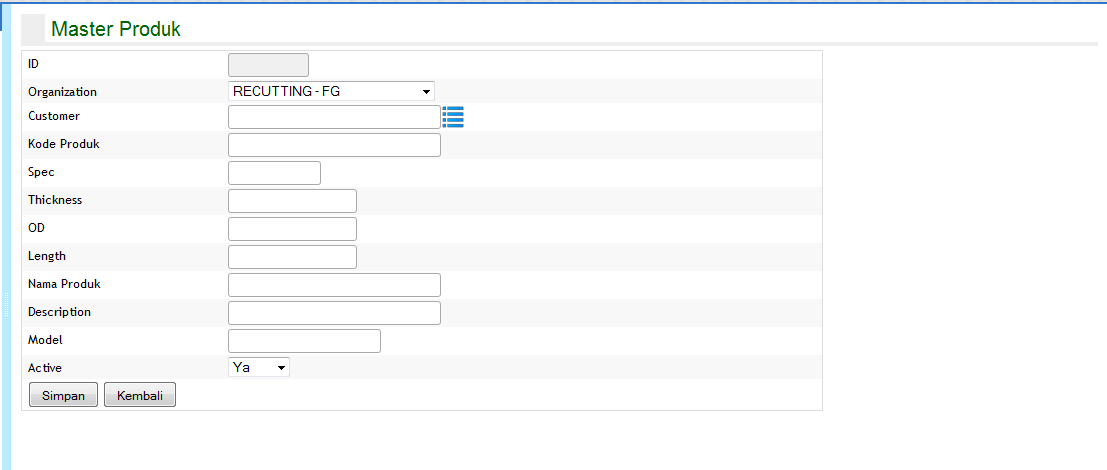 Master Produk
ID
Organization RECUTTING - FG
Customer
Kode Produk
Spec
Thickness
OD
Length
Nama Produk
Description
Model
Active Ya
Simpan Kembali